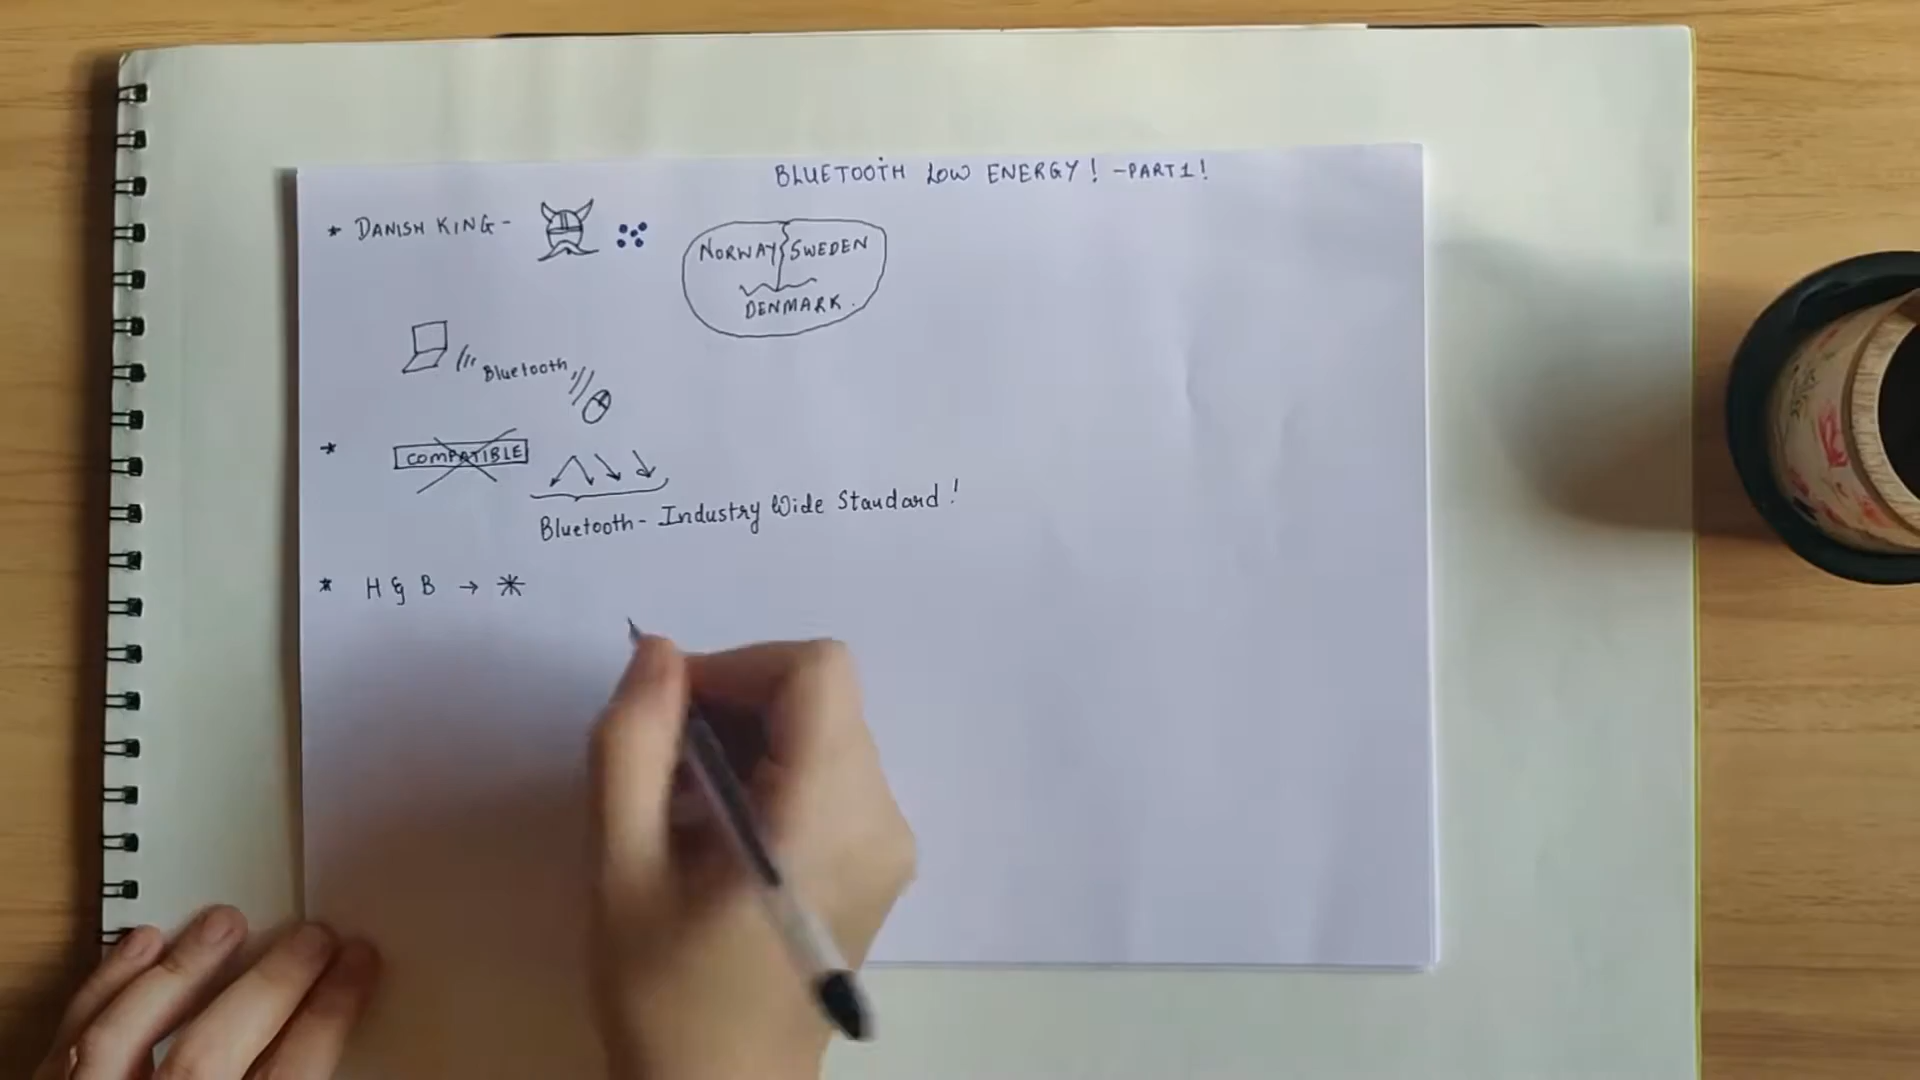 BLUETOOTH LOW ENERGY! -PART1!
* DANISH KING -
NORWAY SWEDEN
DENMARK.
Bluetooth
COMPATIBLE
Bluetooth - Industry Wide Standard!
* H & B →